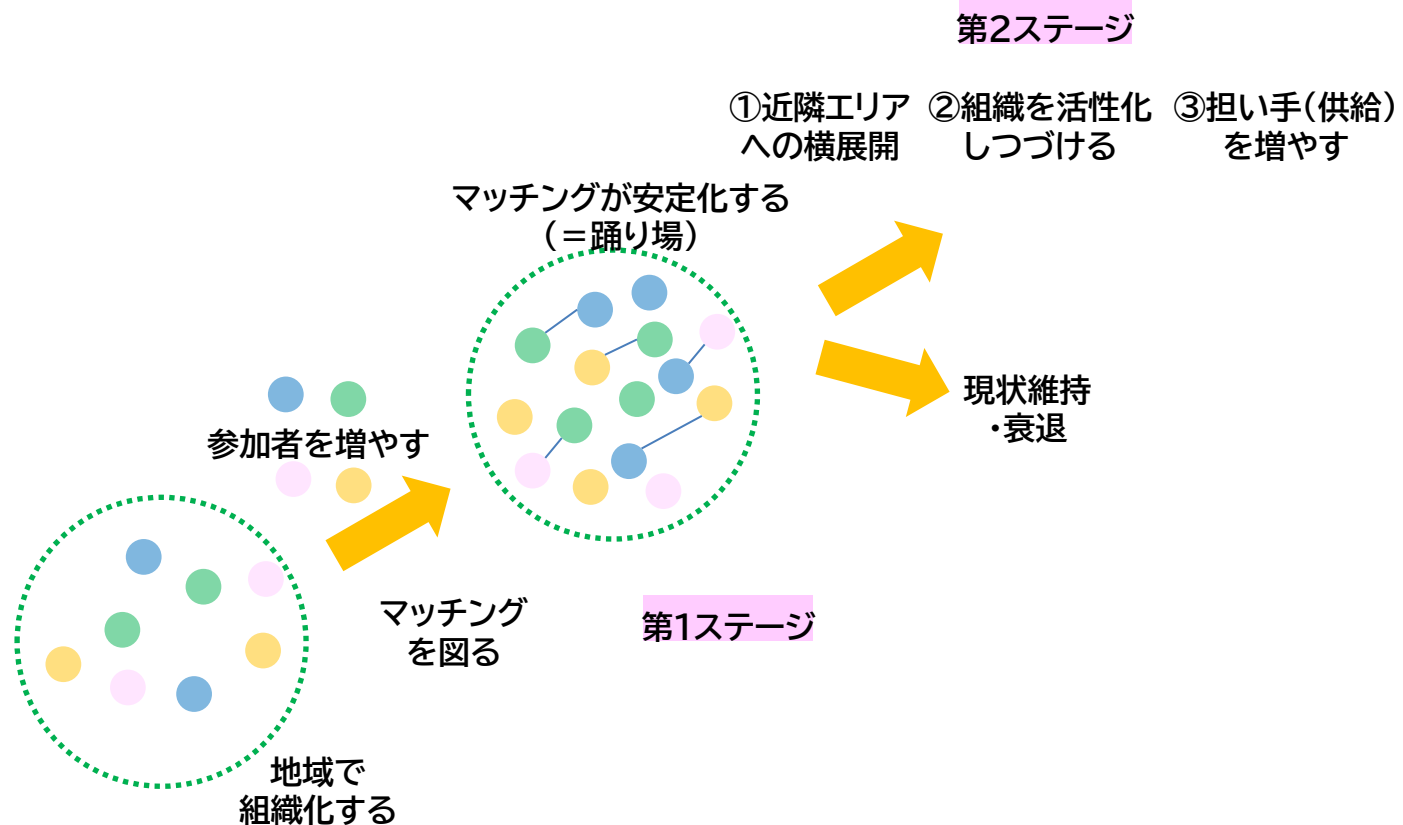 第2ステージ
①近隣エリア
への横展開
②組織を活性化
しつづける
③担い手(供給)
を増やす
マッチングが安定化する
(=踊り場)
現状維持
・衰退
参加者を増やす
マッチング
を図る
第1ステージ
地域で
組織化する